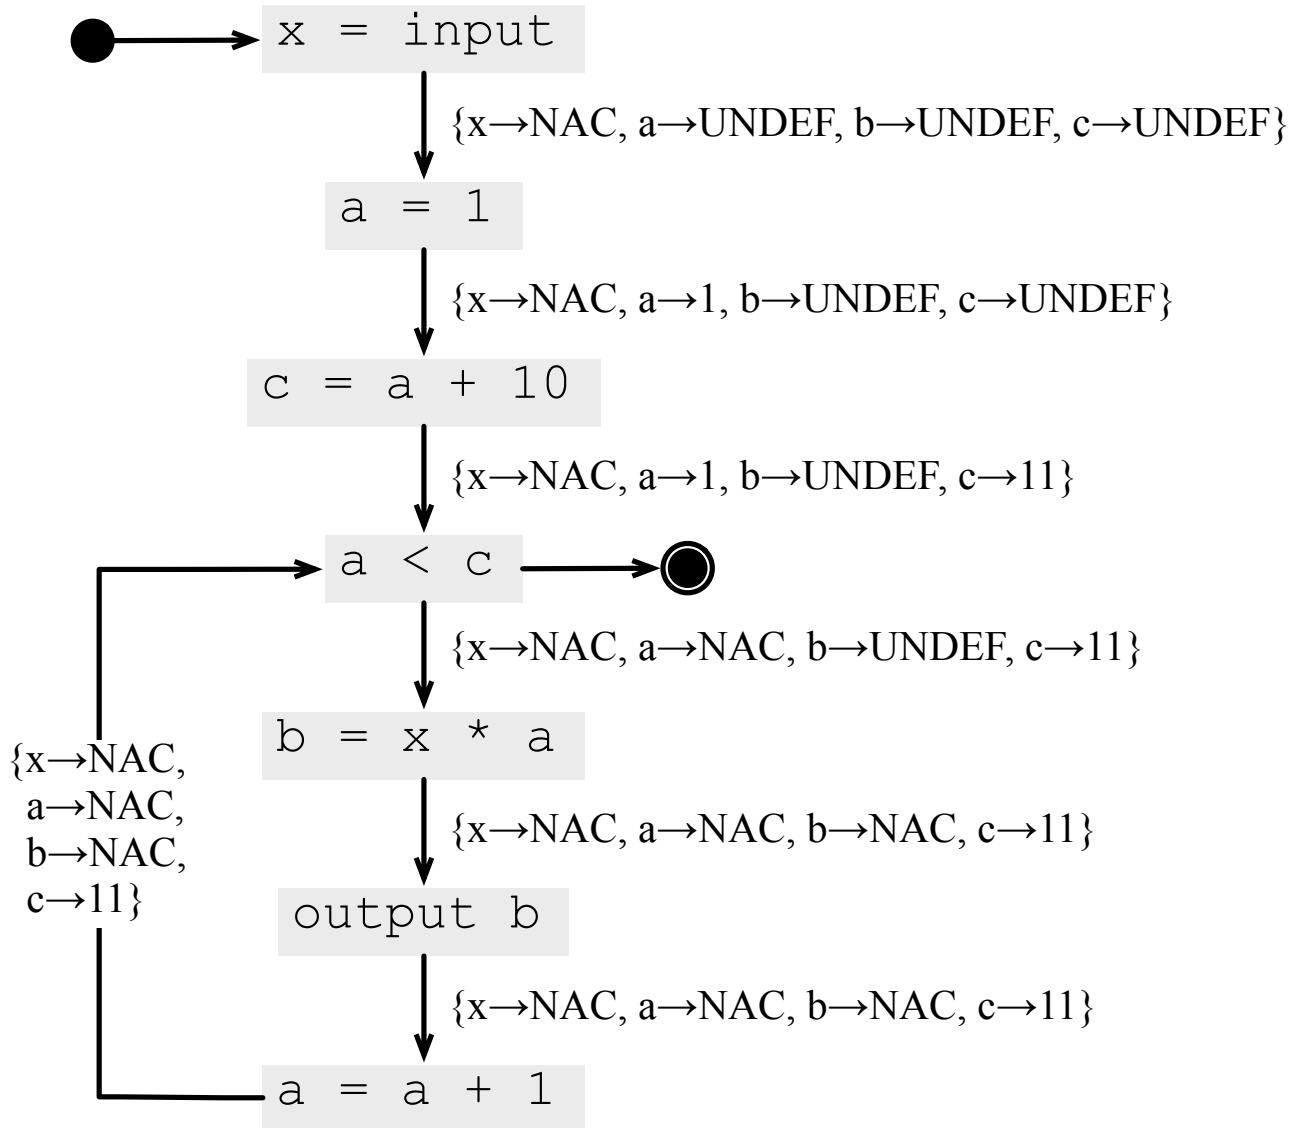 x = input
{x→NAC, a→UNDEF, b→UNDEF, c→UNDEF}
a = 1
{x→NAC, a→1, b→UNDEF, c→UNDEF}
c = a + 10
{x→NAC, a→1, b→UNDEF, c→11}
a < c
{x→NAC, a→NAC, b→UNDEF, c→11}
b = x * a
{x→NAC,
a→NAC,
b→NAC,
c→11}
{x→NAC, a→NAC, b→NAC, c→11}
output b
{x→NAC, a→NAC, b→NAC, c→11}
a = a + 1